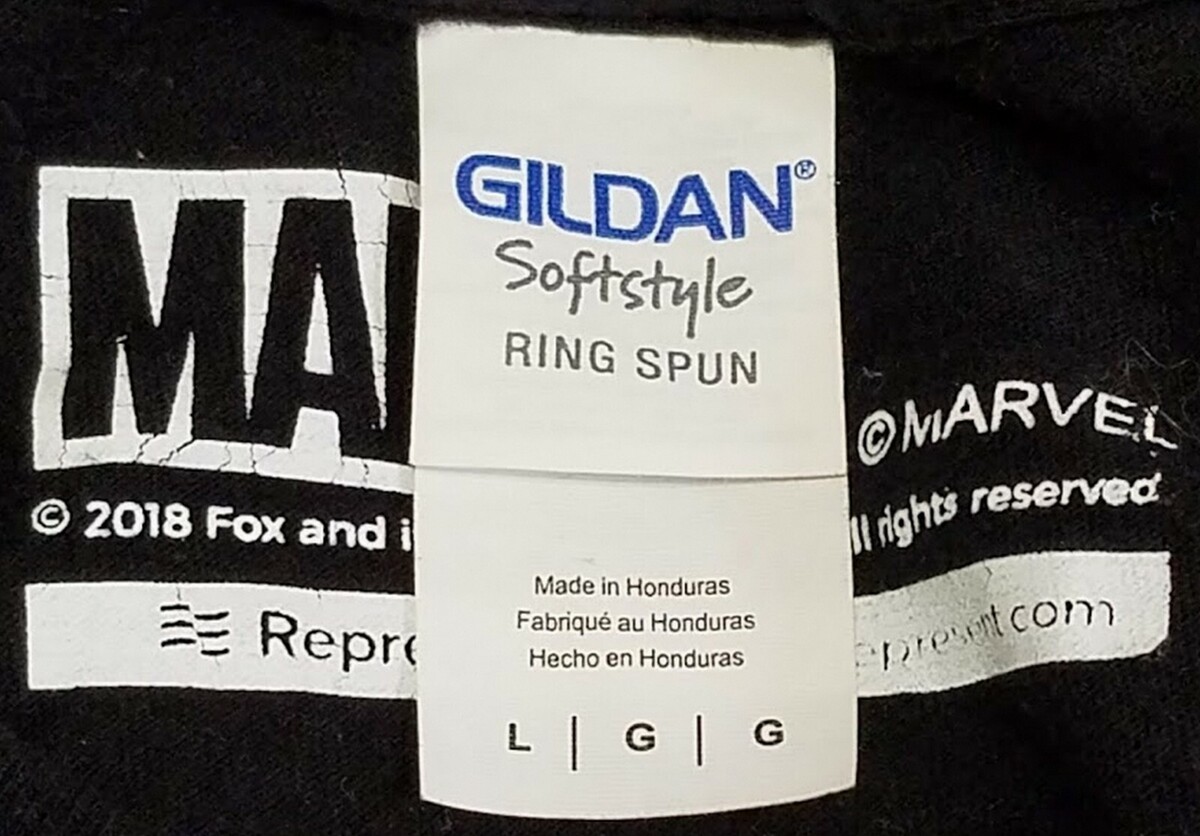 GILDAN®
Softstyle
RING SPUN
MA
©MARVEL
© 2018 Fox and i
ll rights reserved
Repre
epresent.com
Made in Honduras
Fabriqué au Honduras
Hecho en Honduras
L | G | G